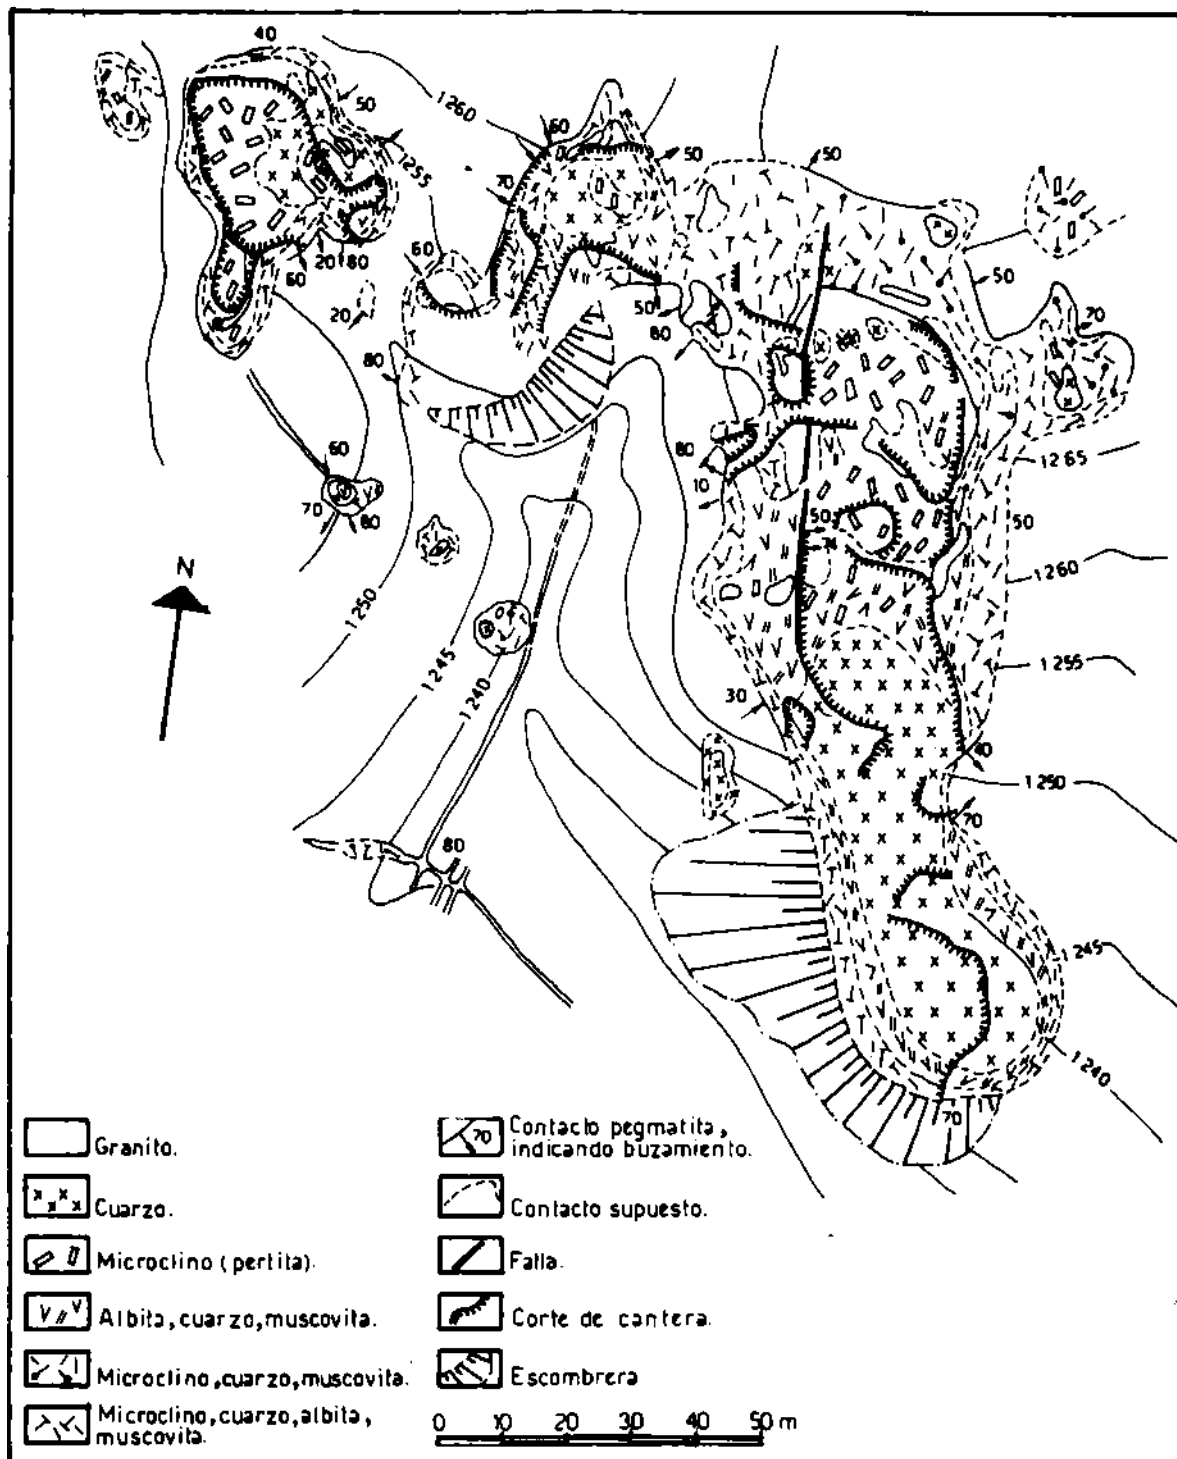 40
50
1260
1255
60
50
50
70
60
60
20
80
20
50
80
50
70
80
80
10
60
70
80
50
1265
50
1260
1250
1245
1240
1255
30
40
1250
70
80
1245
1240
70
N
Granito.
Cuarzo.
Microclino (pertita).
Albita, cuarzo, muscovita.
Microclino, cuarzo, muscovita.
Microclino, cuarzo, albita,
muscovita.
70
Contacto pegmatita,
indicando buzamiento.
Contacto supuesto.
Falla.
Corte de cantera.
Escombrera
0 10 20 30 40 50 m